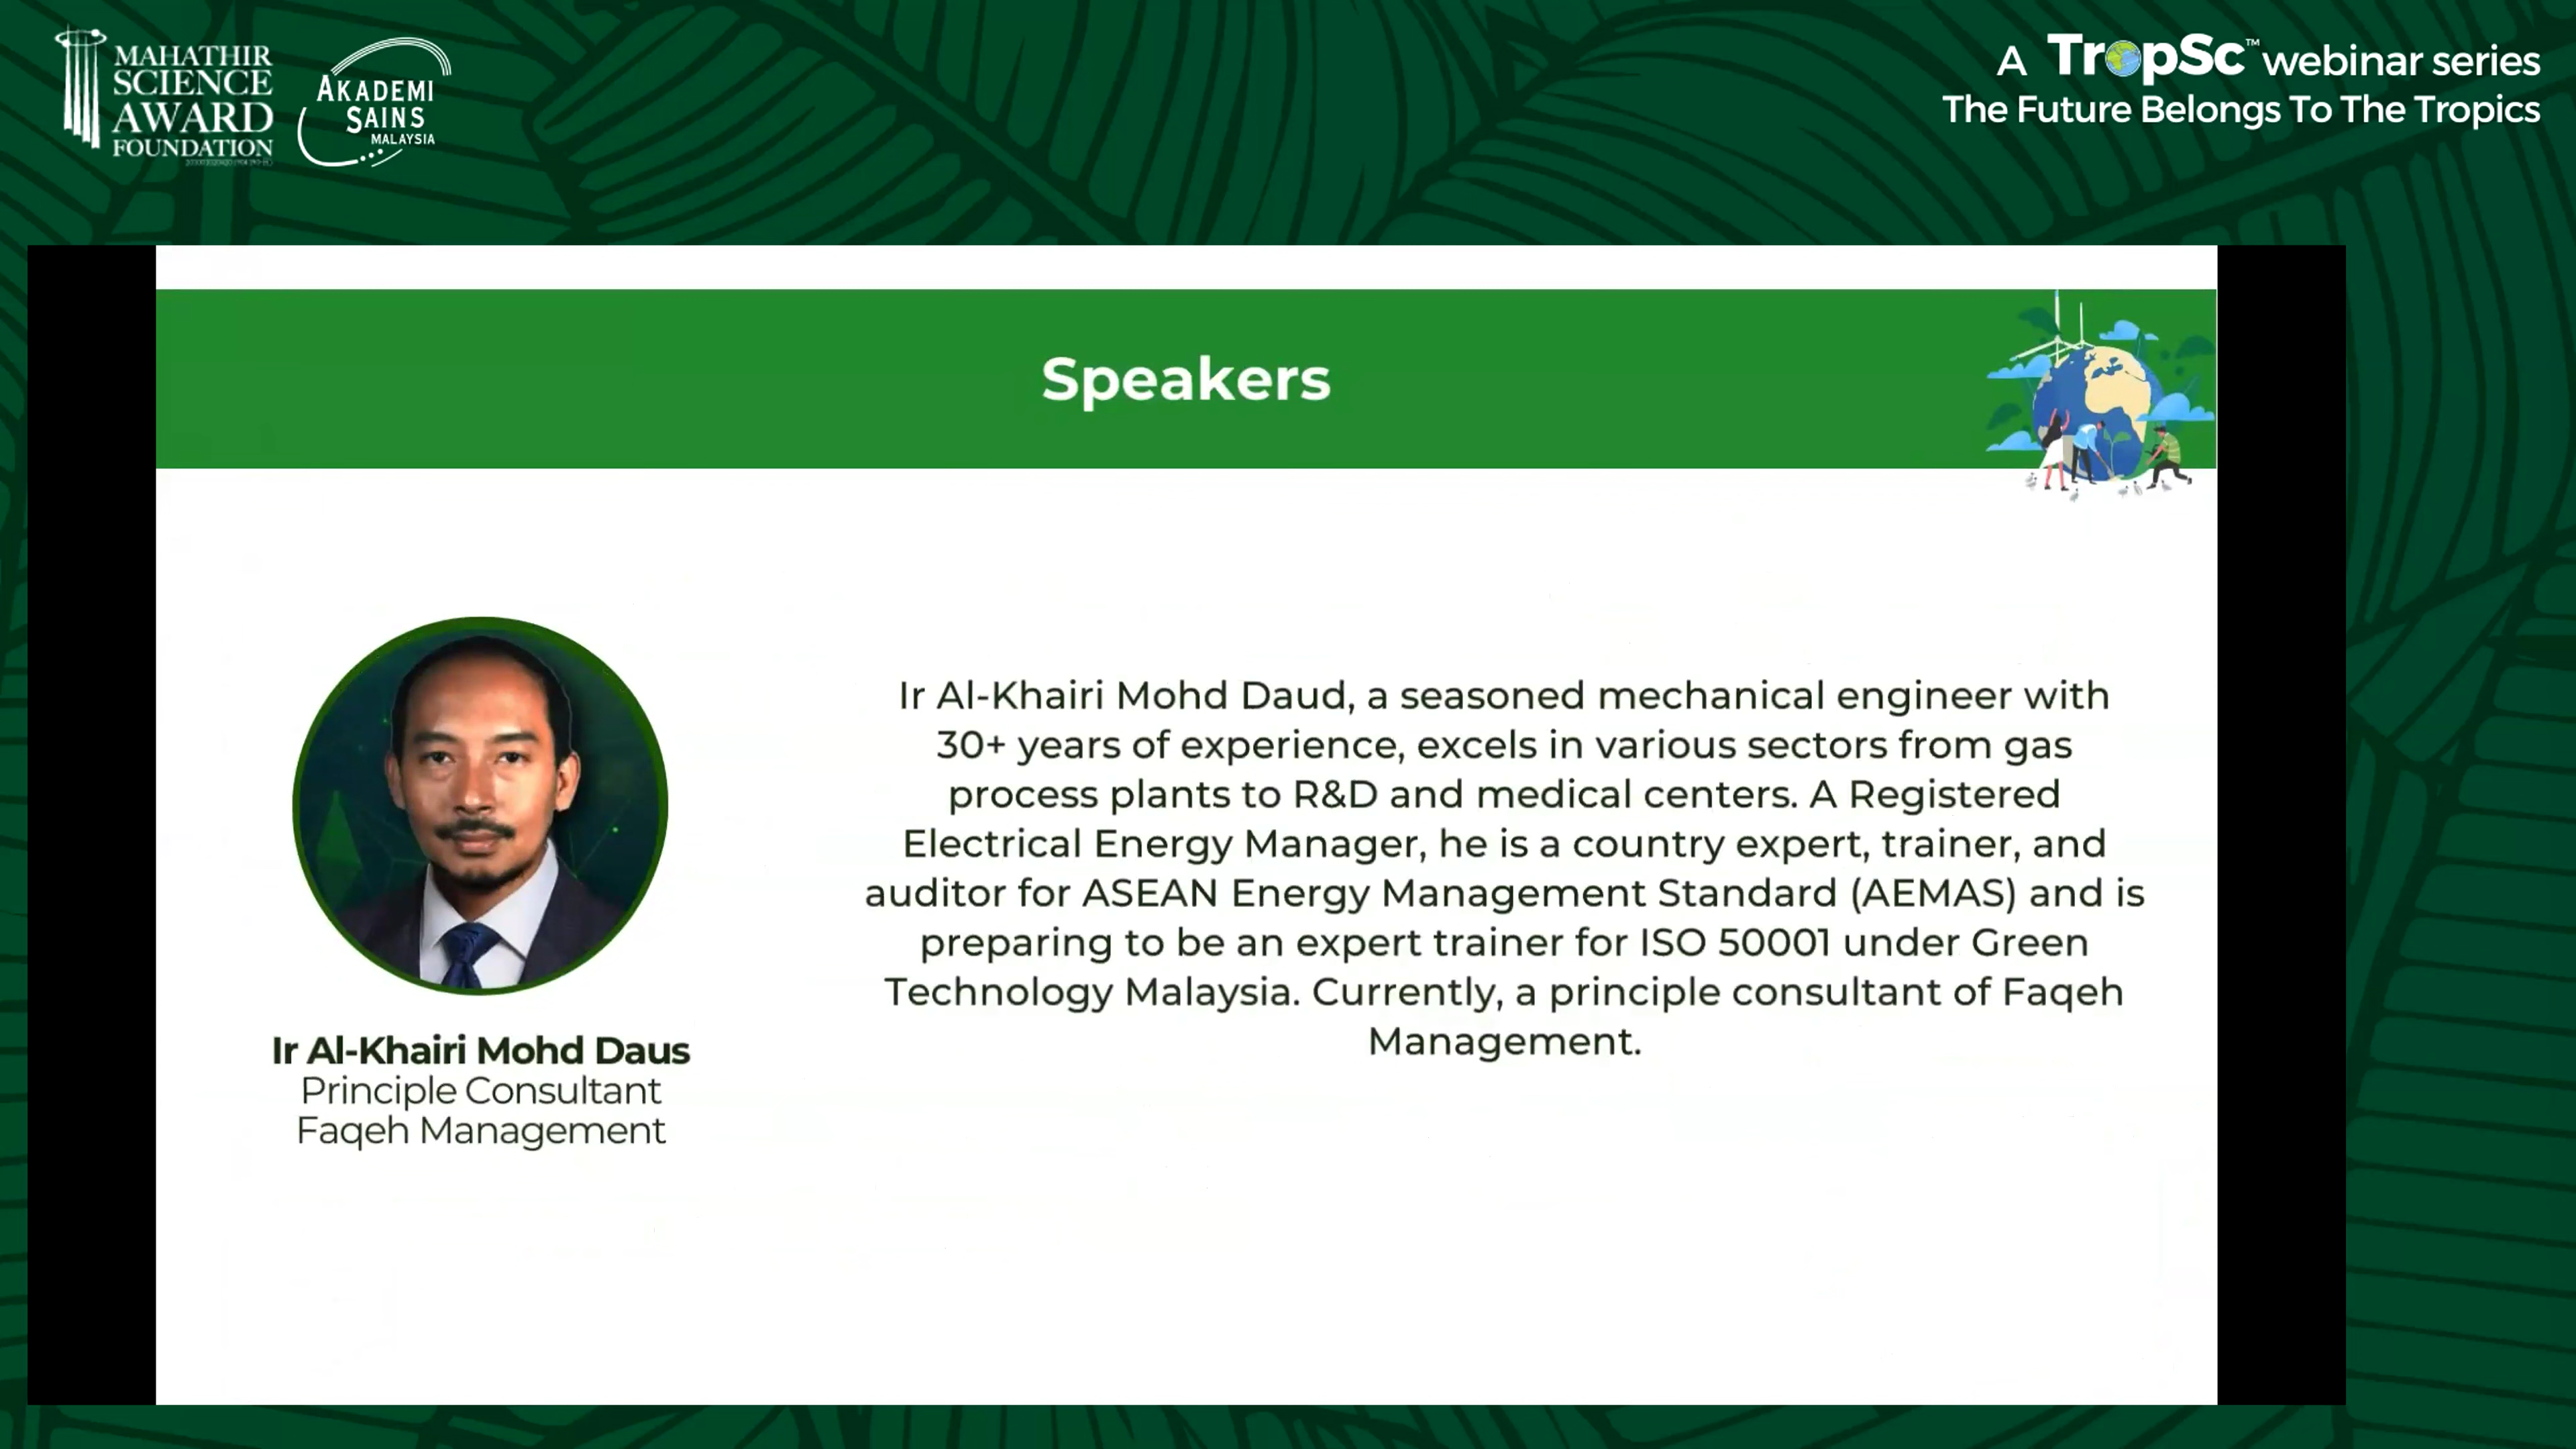 MAHATHIR
SCIENCE
AWARD
FOUNDATION
AKADEMI
SAINS
MALAYSIA
A TropSc™ webinar series
The Future Belongs To The Tropics
Speakers
Ir Al-Khairi Mohd Daus
Principle Consultant
Faqeh Management
Ir Al-Khairi Mohd Daud, a seasoned mechanical engineer with
30+ years of experience, excels in various sectors from gas
process plants to R&D and medical centers. A Registered
Electrical Energy Manager, he is a country expert, trainer, and
auditor for ASEAN Energy Management Standard (AEMAS) and is
preparing to be an expert trainer for ISO 50001 under Green
Technology Malaysia. Currently, a principle consultant of Faqeh
Management.